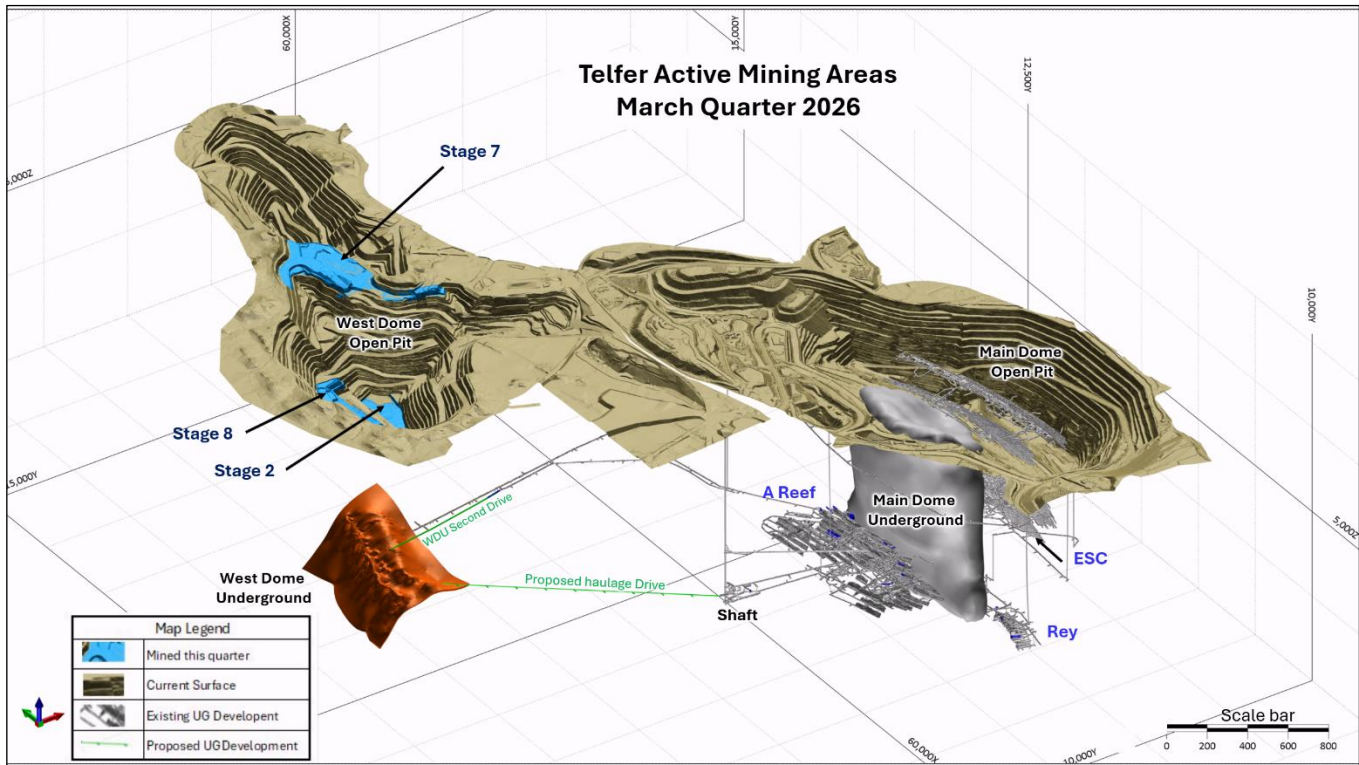 Telfer Active Mining Areas
March Quarter 2026
60,000X
15,000Y
12,500Y
10,000Y
5,000Z
15,000Y
5,000Z
60,000X
10,000Y
Stage 7
West Dome
Open Pit
Main Dome
Open Pit
Stage 8
Stage 2
A Reef
Main Dome
Underground
WDU Second Drive
ESC
West Dome
Underground
Proposed haulage Drive
Shaft
Rey
Map Legend
Mined this quarter
Current Surface
Existing UG Developent
Proposed UG Development
Scale bar
0 200 400 600 800